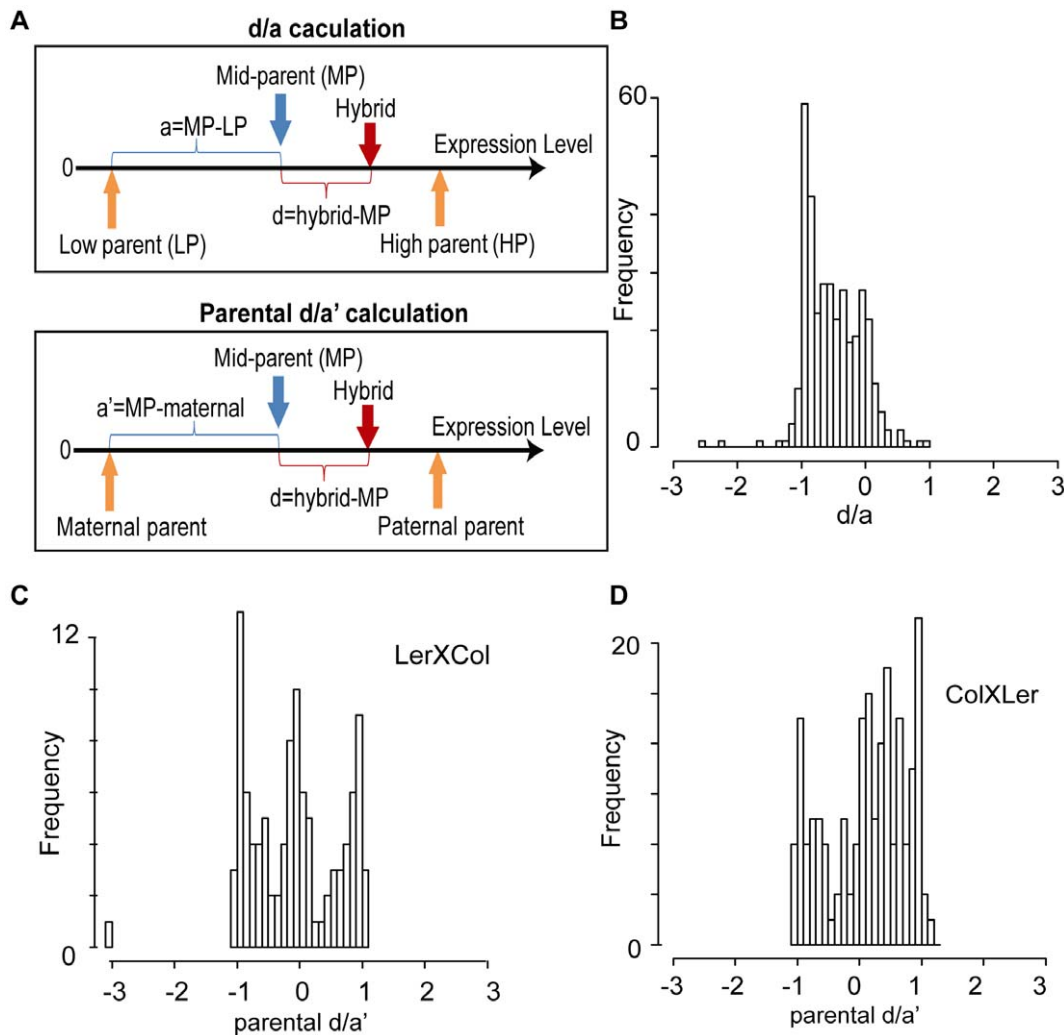 A
d/a caculation
Mid-parent (MP)
Hybrid
a=MP-LP
Expression Level
0
d=hybrid-MP
Low parent (LP)
High parent (HP)
Parental d/a’ calculation
Mid-parent (MP)
Hybrid
a’=MP-maternal
Expression Level
0
d=hybrid-MP
Maternal parent
Paternal parent
B
60
Frequency
0
-3 -2 -1 0 1 2 3
d/a
C
12
LerXCol
Frequency
0
-3 -2 -1 0 1 2 3
parental d/a’
D
20
ColXLer
Frequency
0
-3 -2 -1 0 1 2 3
parental d/a’